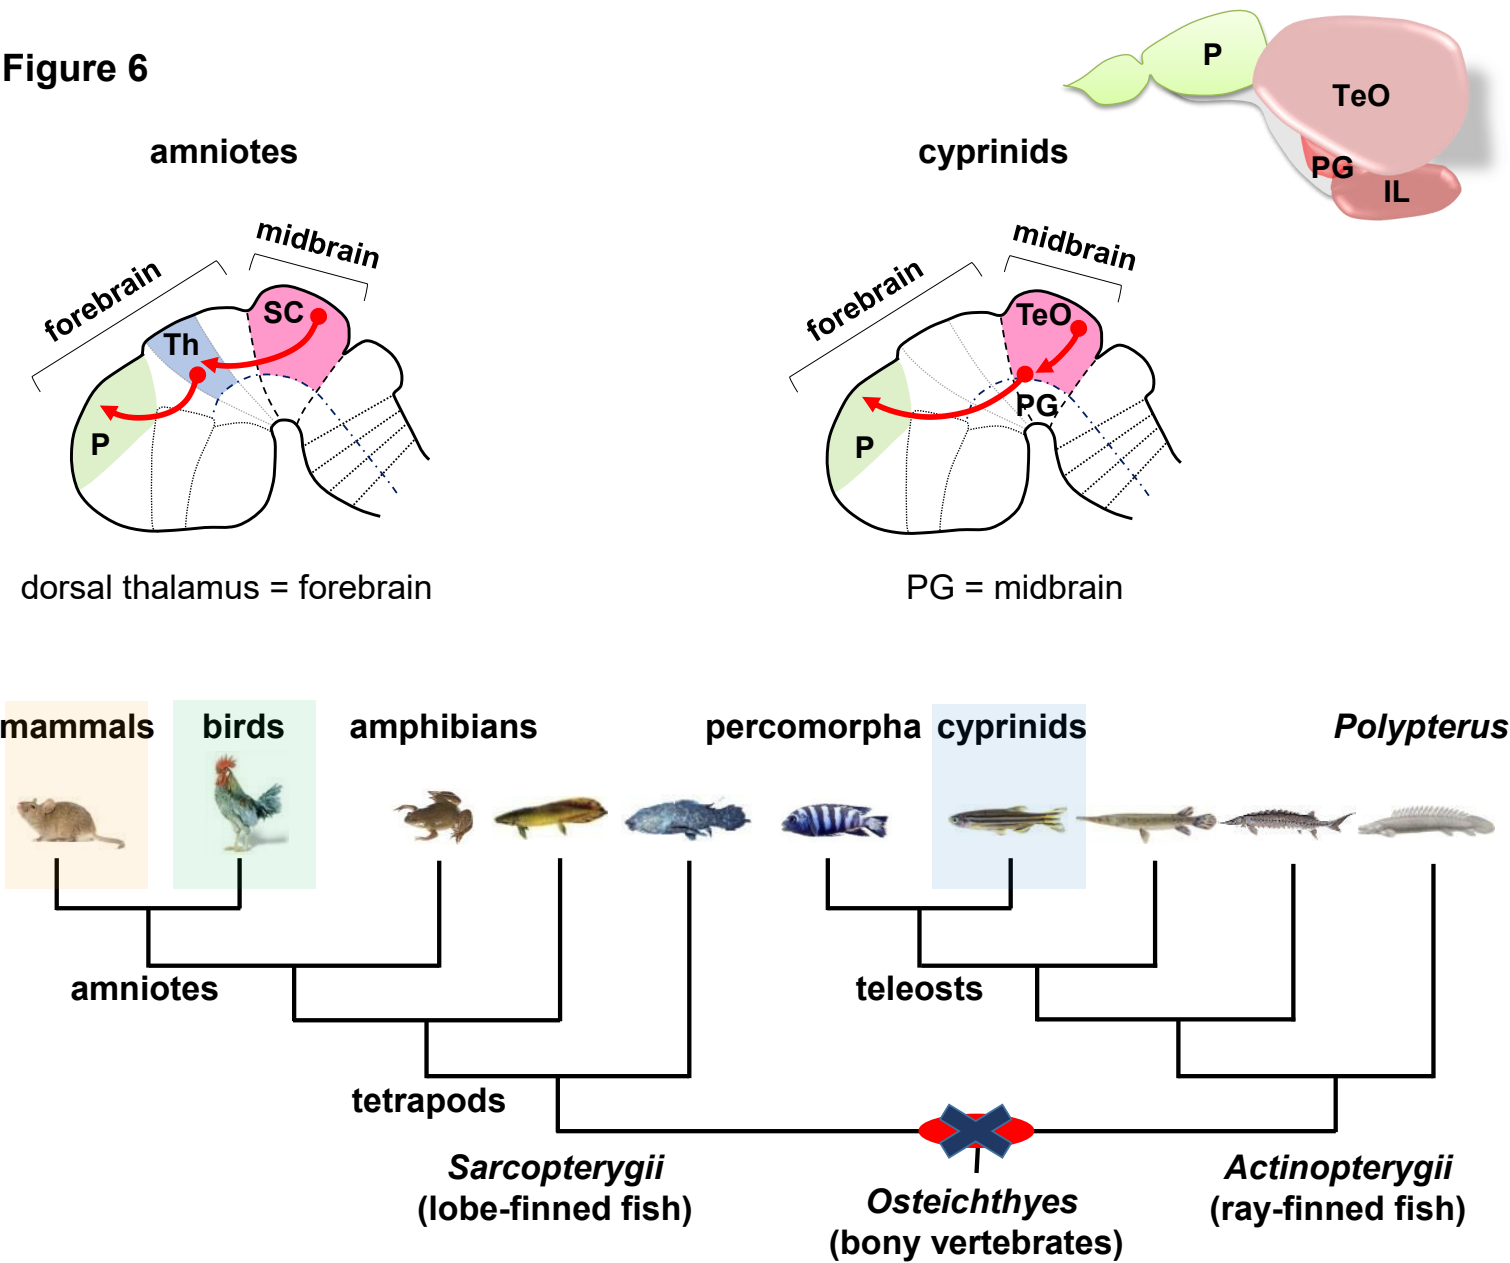 Figure 6
P
TeO
PG
IL
amniotes
cyprinids
forebrain
midbrain
Th
SC
P
forebrain
midbrain
TeO
PG
P
dorsal thalamus = forebrain
PG = midbrain
mammals
birds
amphibians
percomorpha
cyprinids
Polypterus
amniotes
teleosts
tetrapods
Sarcopterygii
(lobe-finned fish)
Osteichthyes
(bony vertebrates)
Actinopterygii
(ray-finned fish)